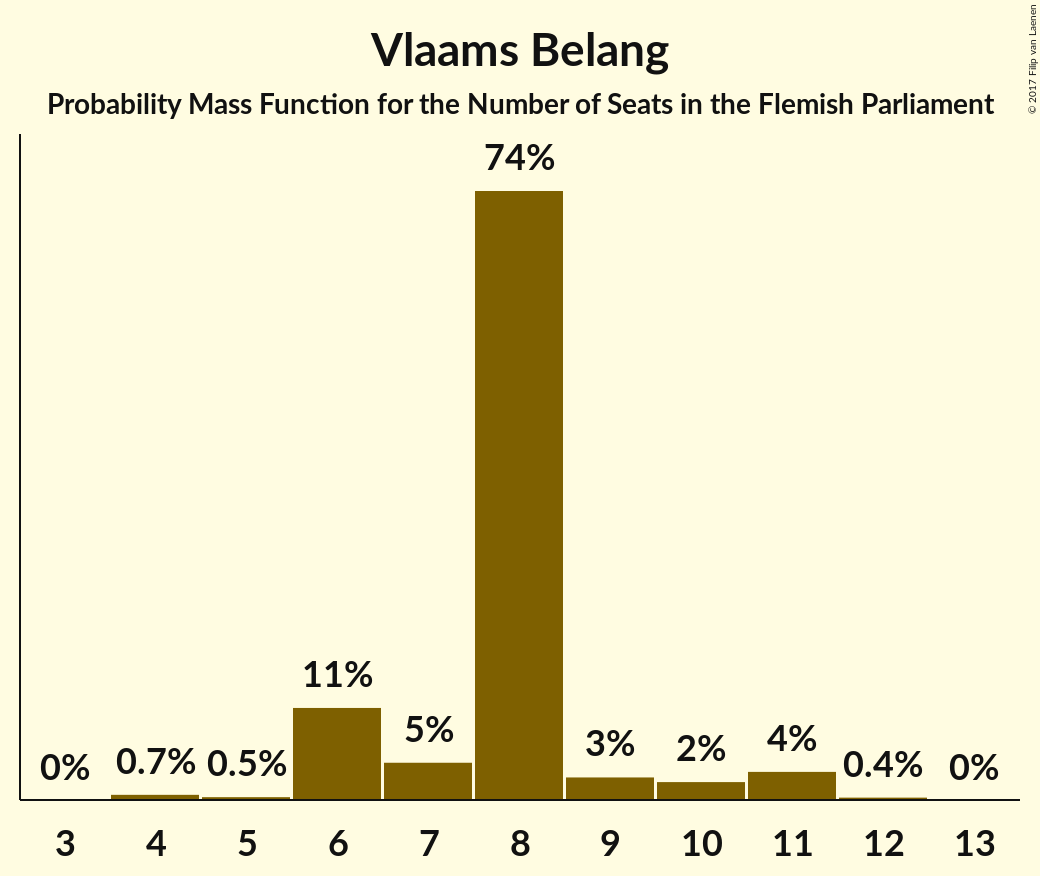 Vlaams Belang
Probability Mass Function for the Number of Seats in the Flemish Parliament
© 2017 Filip van Laenen
74%
11%
5%
3%
2%
4%
0%
0.7%
0.5%
0.4%
0%
3 4 5 6 7 8 9 10 11 12 13